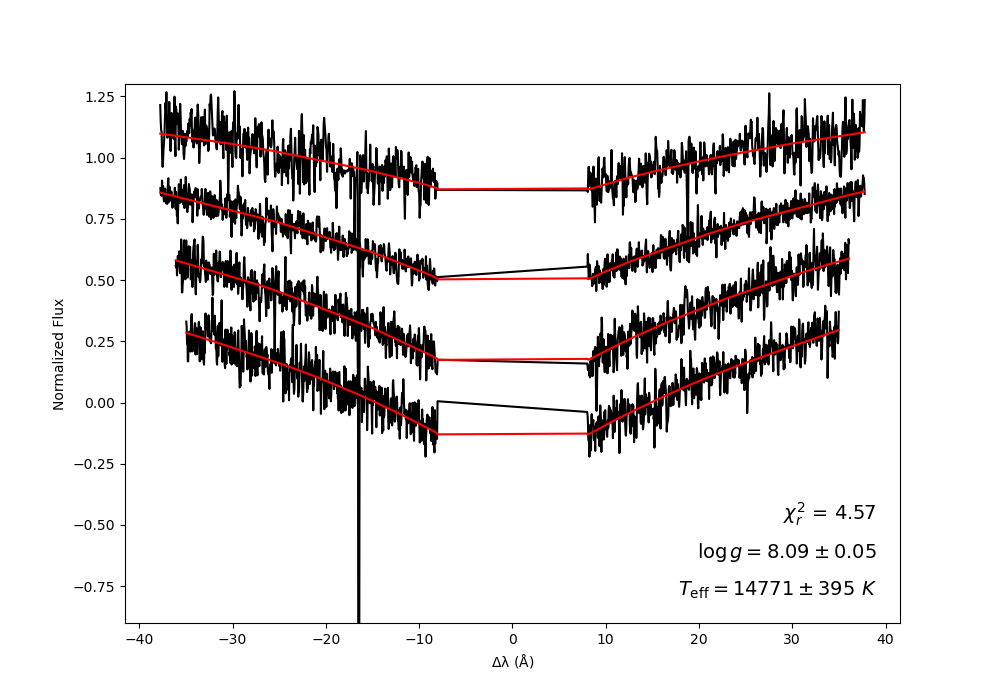 1.25
1.00
0.75
0.50
0.25
0.00
−0.25
−0.50
−0.75
Normalized Flux
χ²ᵣ = 4.57
log g = 8.09 ± 0.05
T_eff = 14771 ± 395 K
−40 −30 −20 −10 0 10 20 30 40
Δλ (Å)